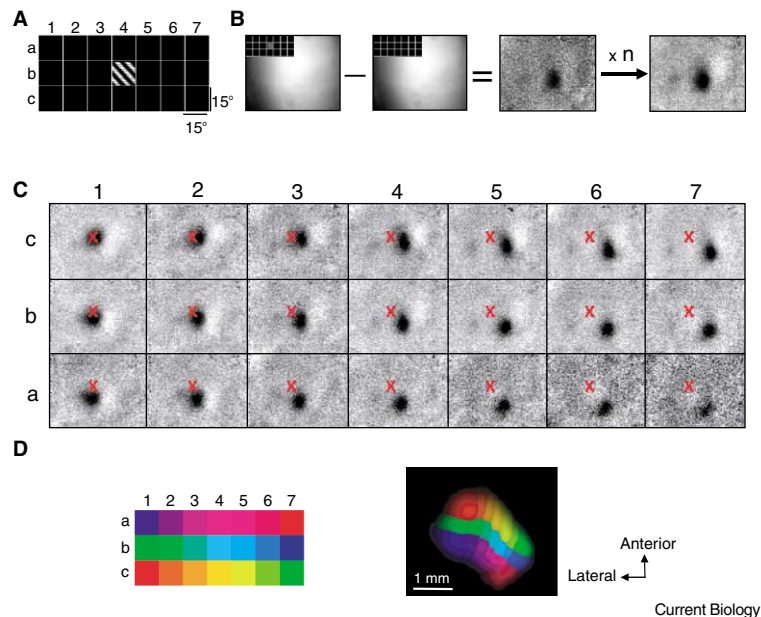 A
1 2 3 4 5 6 7
a
b
c
15°
15°
B
— = x n
C
1 2 3 4 5 6 7
c X X X X X X X
b X X X X X X X
a X X X X X X X
D
1 2 3 4 5 6 7
a
b
c
1 mm
Anterior
Lateral
Current Biology